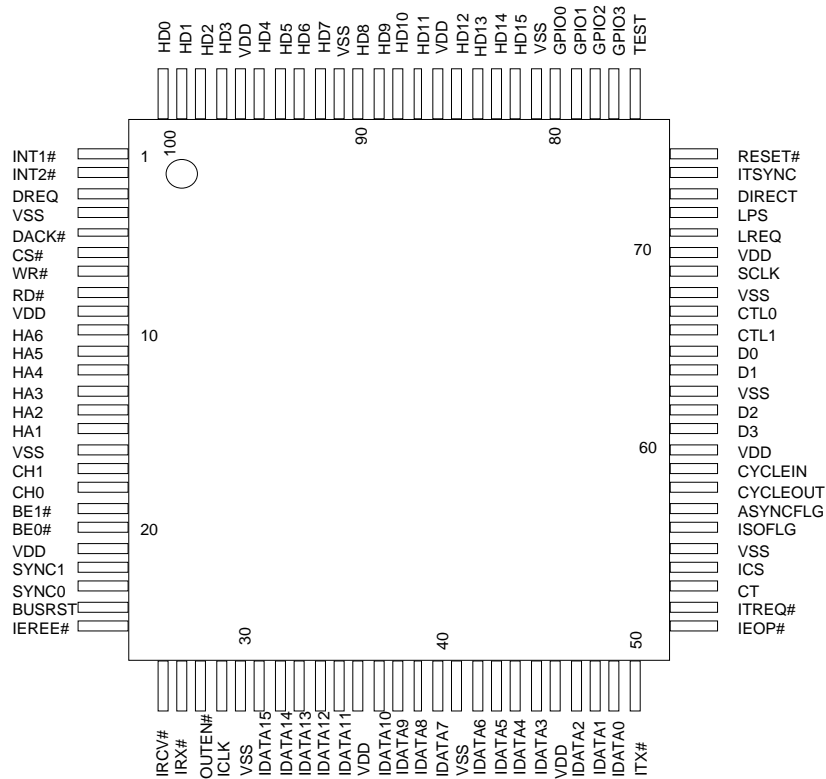 HD0 HD1 HD2 HD3 VDD HD4 HD5 HD6 HD7 VSS HD8 HD9 HD10 HD11 VDD HD12 HD13 HD14 HD15 VSS GPIO0 GPIO1 GPIO2 GPIO3 TEST
100 90 80
1
INT1# RESET#
INT2# ITSYNC
DREQ DIRECT
VSS LPS
DACK# LREQ
CS# 70 VDD
WR# SCLK
RD# VSS
VDD CTL0
HA6 10 CTL1
HA5 D0
HA4 D1
HA3 VSS
HA2 D2
HA1 D3
VSS 60 VDD
CH1 CYCLEIN
CH0 CYCLEOUT
BE1# ASYNCFLG
BE0# 20 ISOFLG
VDD VSS
SYNC1 ICS
SYNC0 CT
BUSRST ITREQ#
IEREE# IEOP#
30 40 50
IRCV# IRX# OUTEN# ICLK VSS IDATA15 IDATA14 IDATA13 IDATA12 IDATA11 VDD IDATA10 IDATA9 IDATA8 IDATA7 VSS IDATA6 IDATA5 IDATA4 IDATA3 VDD IDATA2 IDATA1 IDATA0 ITX#